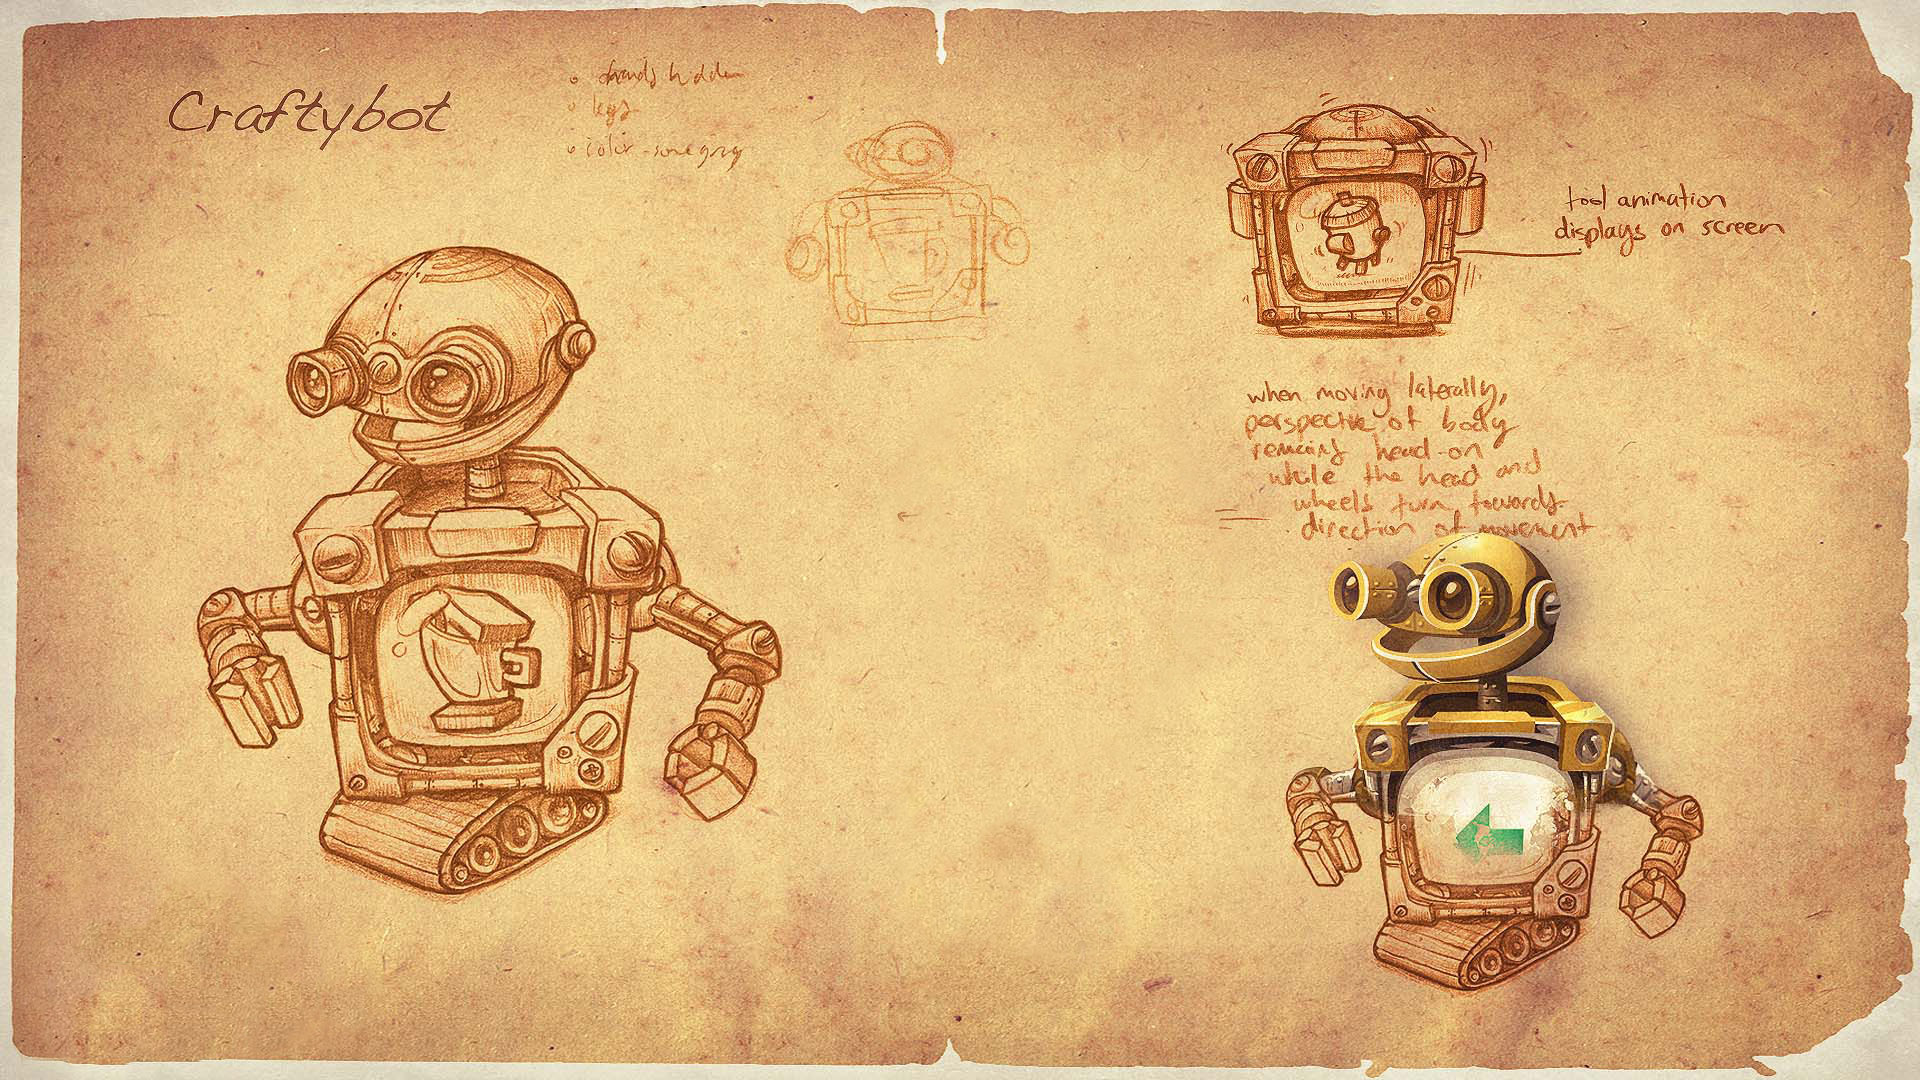 Craftybot
hands hidden
legs
color - some grey
tool animation
displays on screen
when moving laterally,
perspective of body
remains head-on
while the head and
wheels turn towards
direction of movement